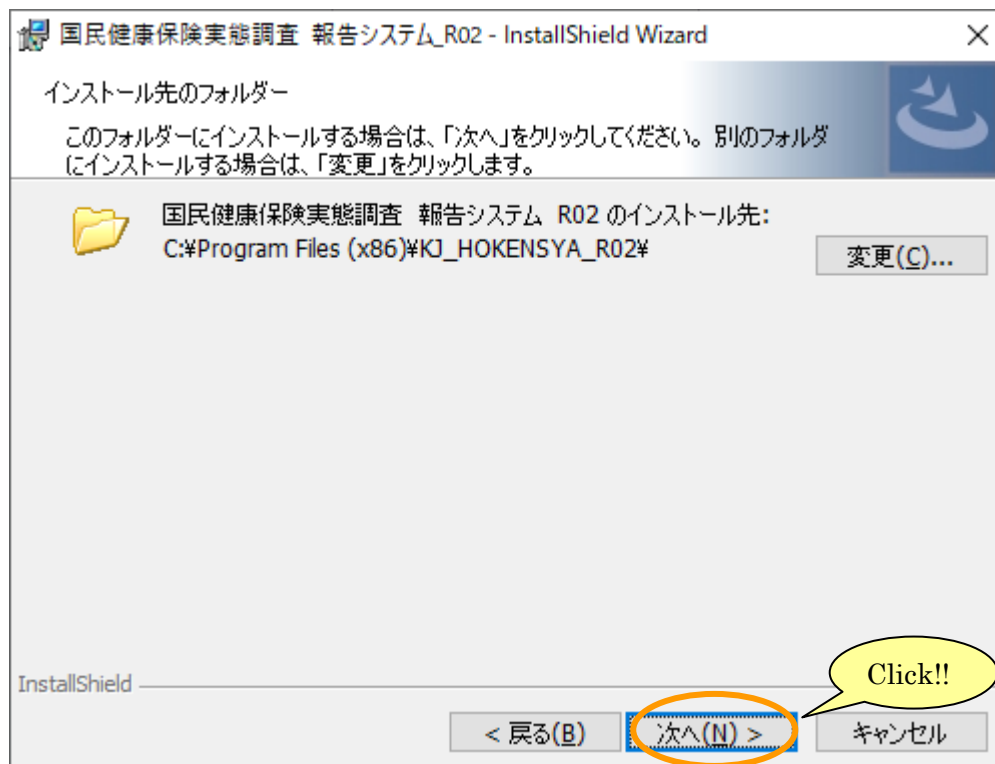 国民健康保険実態調査 報告システム_R02 - InstallShield Wizard
インストール先のフォルダー
このフォルダーにインストールする場合は、「次へ」をクリックしてください。別のフォルダ
にインストールする場合は、「変更」をクリックします。
国民健康保険実態調査 報告システム R02 のインストール先:
C:¥Program Files (x86)¥KJ_HOKENSYA_R02¥
変更(C)...
Click!!
InstallShield
< 戻る(B)
次へ(N) >
キャンセル